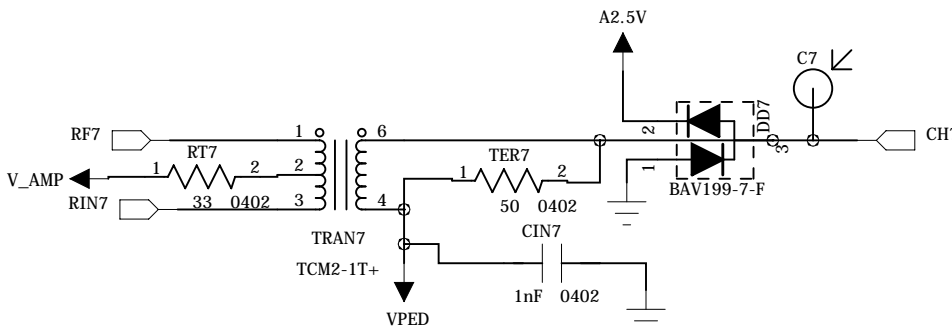 A2.5V
C7
RF7
1
6
2
DD7
3
CH7
RT7
TER7
V_AMP
1
2
2
1
2
1
BAV199-7-F
RIN7
33
0402
3
4
50
0402
TRAN7
CIN7
TCM2-1T+
1nF
0402
VPED